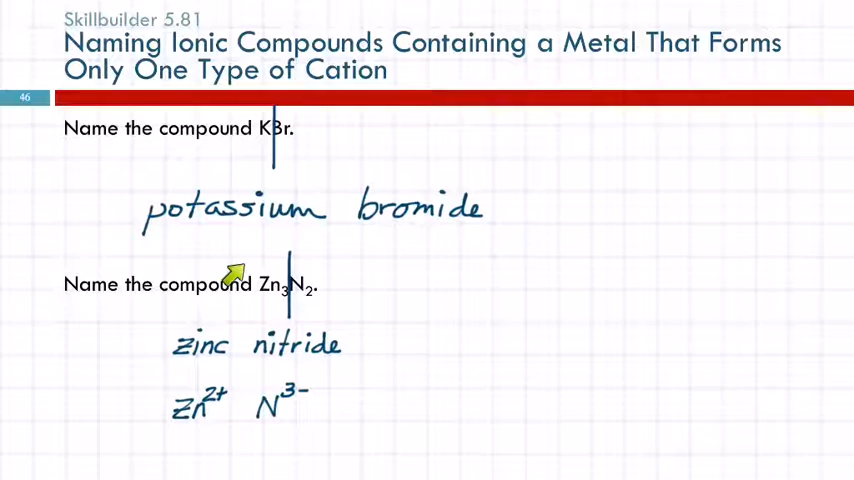 Skillbuilder 5.81
Naming Ionic Compounds Containing a Metal That Forms
Only One Type of Cation
46
Name the compound KBr.
potassium bromide
Name the compound Zn₃N₂.
zinc nitride
Zn²⁺ N³⁻